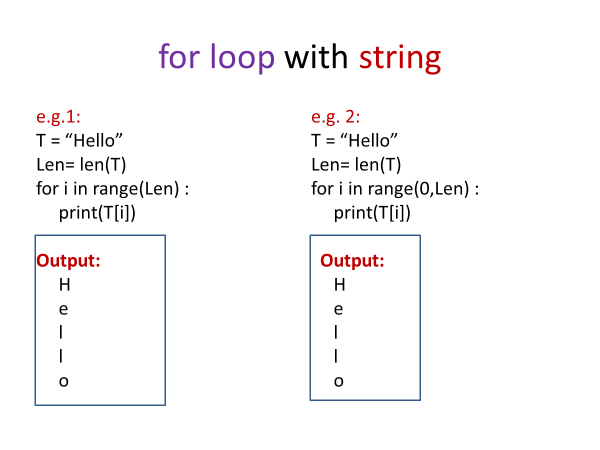 for loop with string
e.g.1:
T = “Hello”
Len= len(T)
for i in range(Len) :
print(T[i])
Output:
H
e
l
l
o
e.g. 2:
T = “Hello”
Len= len(T)
for i in range(0,Len) :
print(T[i])
Output:
H
e
l
l
o